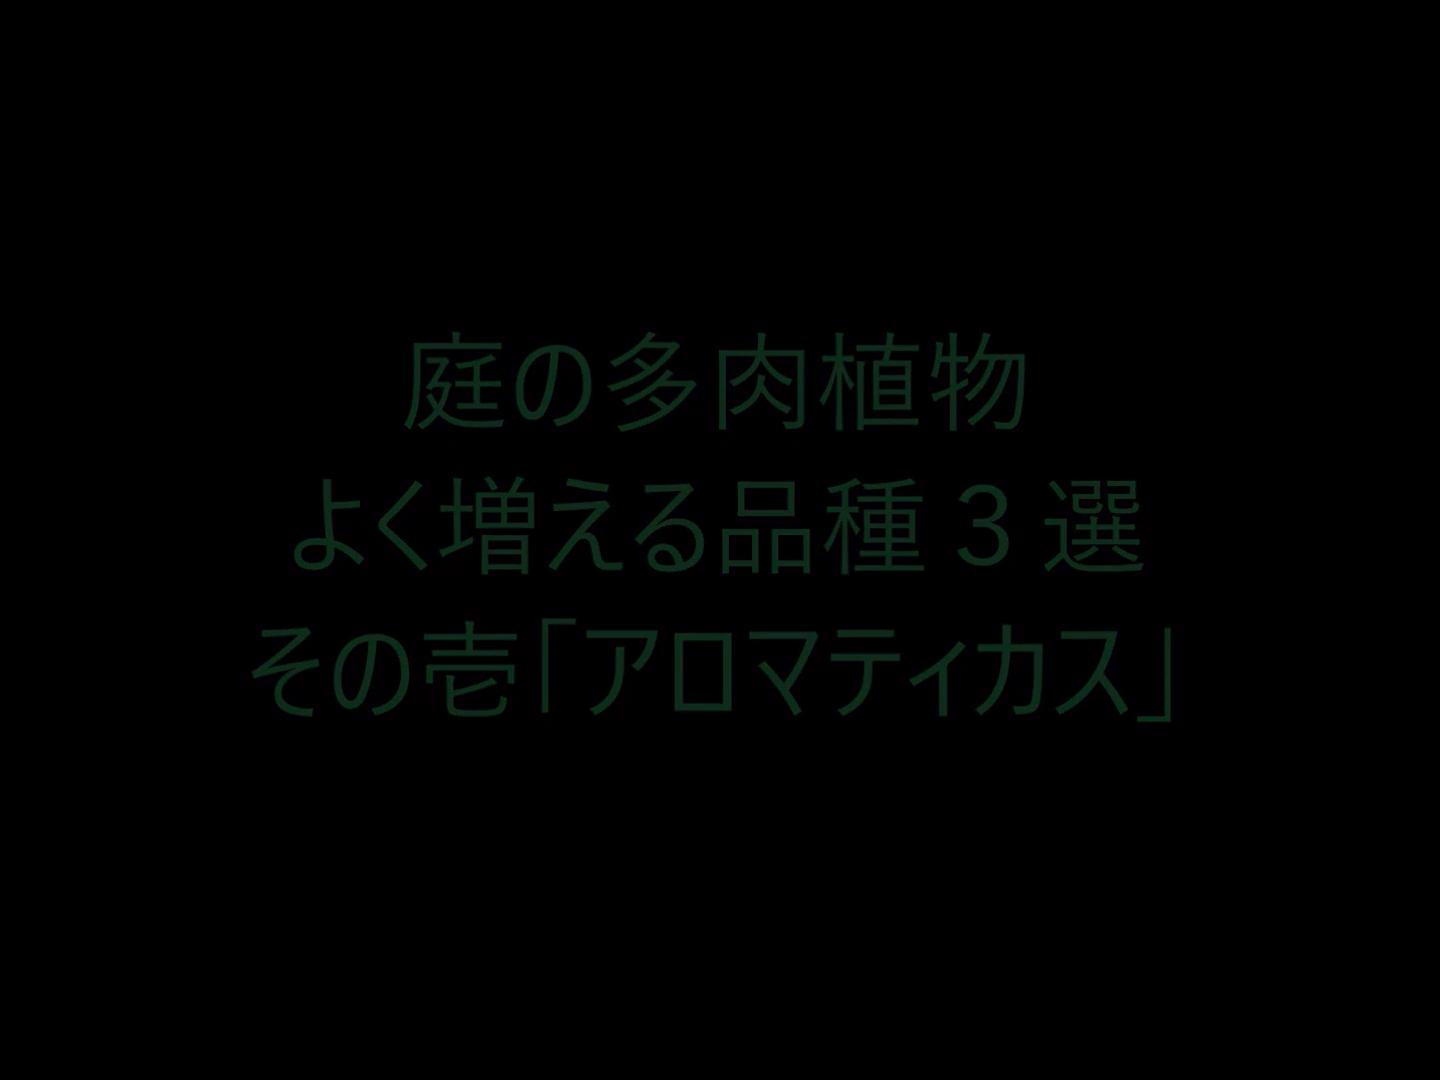 庭の多肉植物
よく増える品種３選
その壱「アロマティカス」